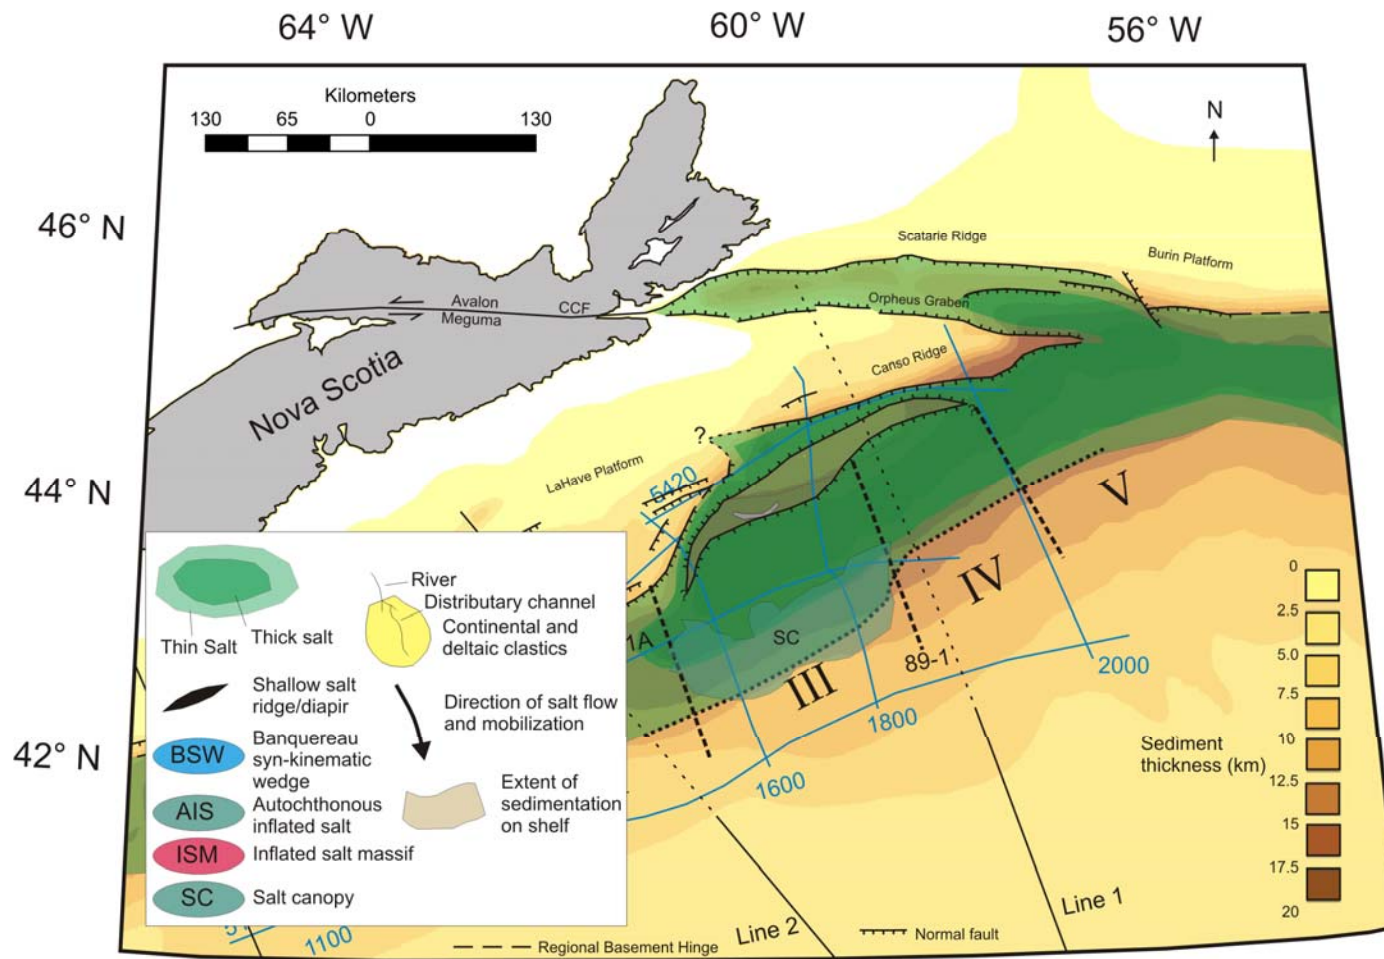 64° W
60° W
56° W
Kilometers
130
65
0
130
N
46° N
Scatarie Ridge
Burin Platform
Avalon
CCF
Meguma
Orpheus Graben
Nova Scotia
Canso Ridge
?
LaHave Platform
5420
44° N
V
IV
III
SC
1A
89-1
2000
1800
1600
42° N
Thin Salt
Thick salt
River
Distributary channel
Continental and
deltaic clastics
Shallow salt
ridge/diapir
Direction of salt flow
and mobilization
BSW
Banquereau
syn-kinematic
wedge
AIS
Autochthonous
inflated salt
Extent of
sedimentation
on shelf
ISM
Inflated salt massif
SC
Salt canopy
Sediment
thickness (km)
0
2.5
5.0
7.5
10
12.5
15
17.5
20
1100
Line 2
Line 1
Regional Basement Hinge
Normal fault